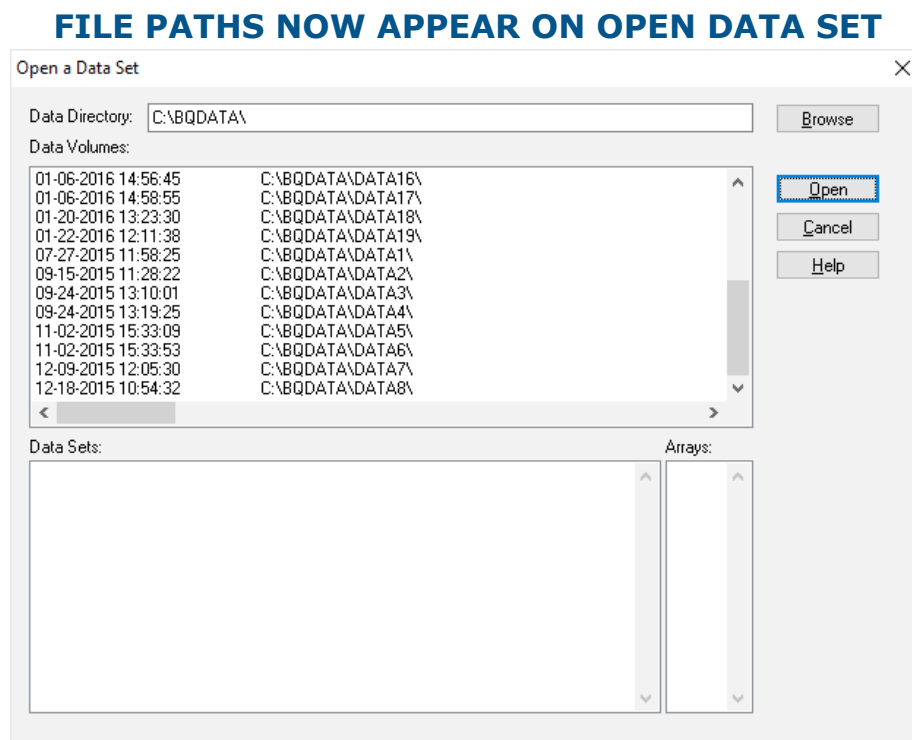 FILE PATHS NOW APPEAR ON OPEN DATA SET
Open a Data Set
Data Directory: C:\BQDATA\ Browse
Data Volumes:
01-06-2016 14:56:45 C:\BQDATA\DATA16\
01-06-2016 14:58:55 C:\BQDATA\DATA17\
01-20-2016 13:23:30 C:\BQDATA\DATA18\
01-22-2016 12:11:38 C:\BQDATA\DATA19\
07-27-2015 11:58:25 C:\BQDATA\DATA1\
09-15-2015 11:28:22 C:\BQDATA\DATA2\
09-24-2015 13:10:01 C:\BQDATA\DATA3\
09-24-2015 13:19:25 C:\BQDATA\DATA4\
11-02-2015 15:33:09 C:\BQDATA\DATA5\
11-02-2015 15:33:53 C:\BQDATA\DATA6\
12-09-2015 12:05:30 C:\BQDATA\DATA7\
12-18-2015 10:54:32 C:\BQDATA\DATA8\
Open
Cancel
Help
Data Sets: Arrays: